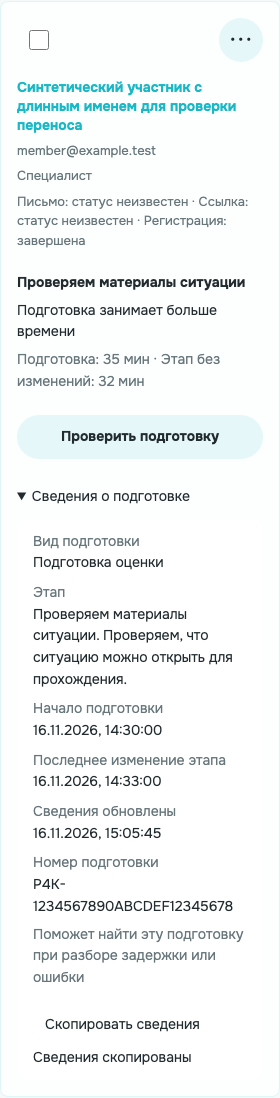 Синтетический участник с
длинным именем для проверки
переноса
member@example.test
Специалист
Письмо: статус неизвестен · Ссылка:
статус неизвестен · Регистрация:
завершена
Проверяем материалы ситуации
Подготовка занимает больше
времени
Подготовка: 35 мин · Этап без
изменений: 32 мин
Проверить подготовку
▼ Сведения о подготовке
Вид подготовки
Подготовка оценки
Этап
Проверяем материалы
ситуации. Проверяем, что
ситуацию можно открыть для
прохождения.
Начало подготовки
16.11.2026, 14:30:00
Последнее изменение этапа
16.11.2026, 14:33:00
Сведения обновлены
16.11.2026, 15:05:45
Номер подготовки
P4K-
1234567890ABCDEF12345678
Поможет найти эту подготовку
при разборе задержки или
ошибки
Скопировать сведения
Сведения скопированы